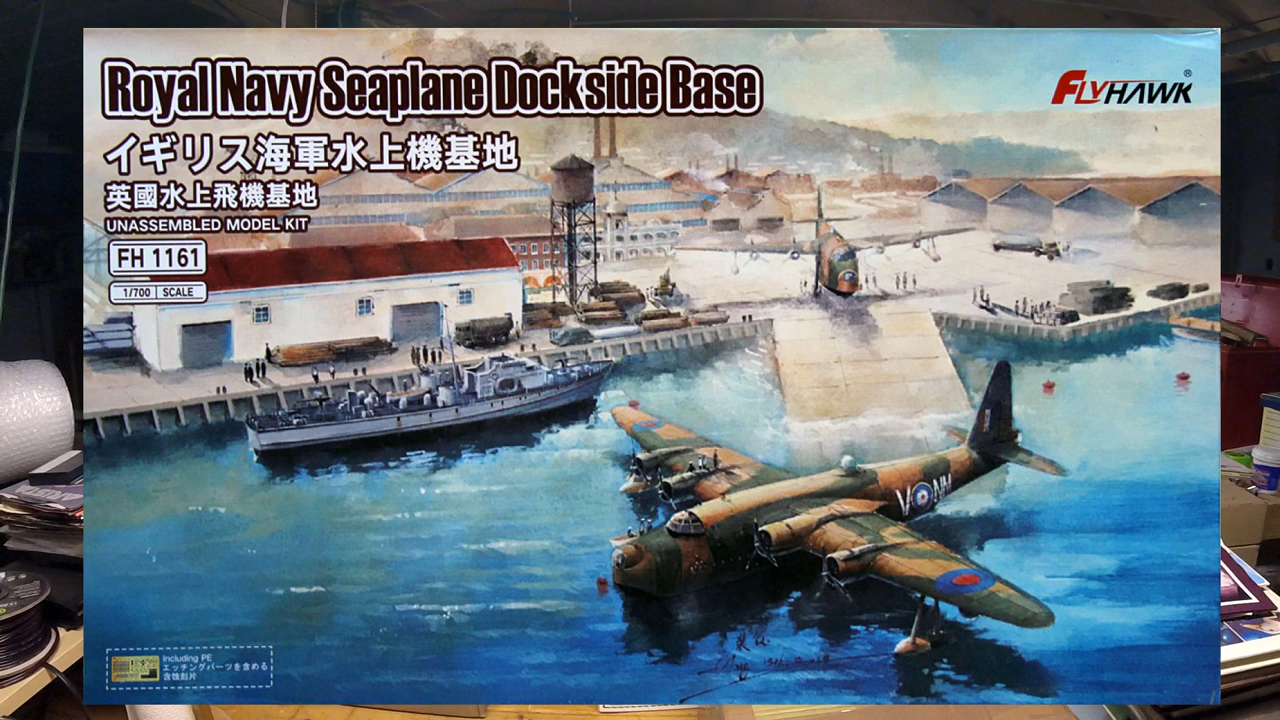 Royal Navy Seaplane Dockside Base
FLYHAWK®
イギリス海軍水上機基地
英國水上飛機基地
UNASSEMBLED MODEL KIT
FH 1161
1/700 SCALE
V NM
Including PE
エッチングパーツを含める
含蚀刻片